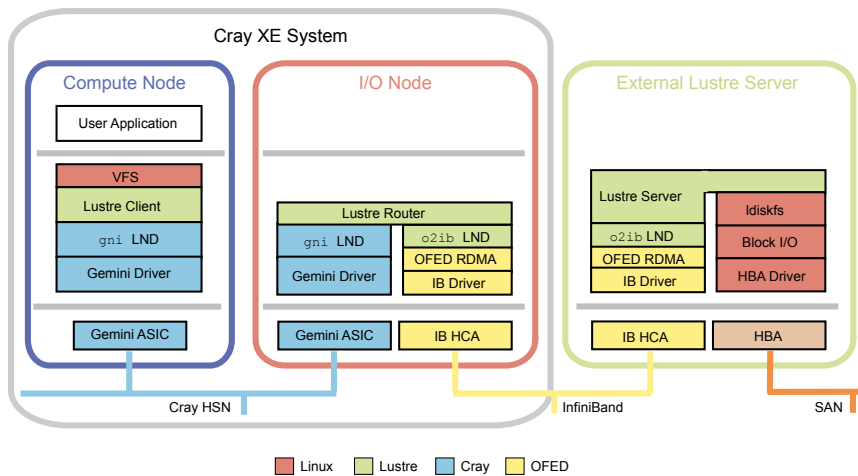 Cray XE System
Compute Node
I/O Node
External Lustre Server
User Application
VFS
Lustre Client
gni LND
Gemini Driver
Gemini ASIC
Lustre Router
gni LND
o2ib LND
OFED RDMA
Gemini Driver
IB Driver
Gemini ASIC
IB HCA
Lustre Server
ldiskfs
o2ib LND
Block I/O
OFED RDMA
IB Driver
HBA Driver
IB HCA
HBA
Cray HSN
InfiniBand
SAN
Linux
Lustre
Cray
OFED